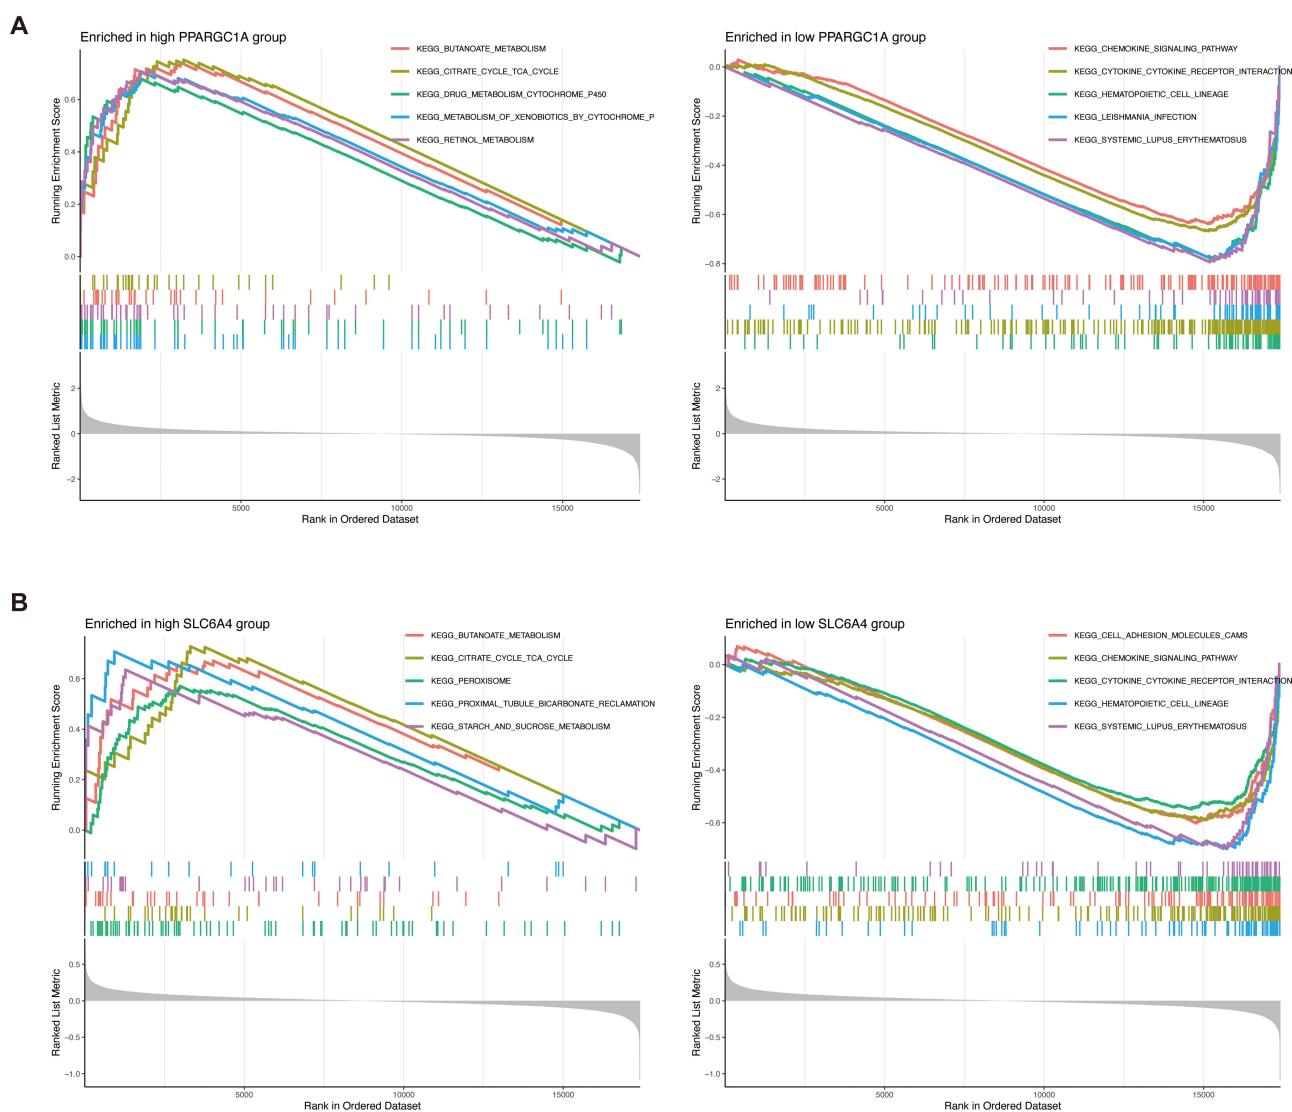 A
Enriched in high PPARGC1A group
KEGG_BUTANOATE_METABOLISM
KEGG_CITRATE_CYCLE_TCA_CYCLE
KEGG_DRUG_METABOLISM_CYTOCHROME_P450
KEGG_METABOLISM_OF_XENOBIOTICS_BY_CYTOCHROME_P
KEGG_RETINOL_METABOLISM
Running Enrichment Score
0.6
0.4
0.2
0.0
Ranked List Metric
2
0
−2
5000 10000 15000
Rank in Ordered Dataset
Enriched in low PPARGC1A group
KEGG_CHEMOKINE_SIGNALING_PATHWAY
KEGG_CYTOKINE_CYTOKINE_RECEPTOR_INTERACTION
KEGG_HEMATOPOIETIC_CELL_LINEAGE
KEGG_LEISHMANIA_INFECTION
KEGG_SYSTEMIC_LUPUS_ERYTHEMATOSUS
Running Enrichment Score
0.0
−0.2
−0.4
−0.6
−0.8
Ranked List Metric
2
0
−2
5000 10000 15000
Rank in Ordered Dataset
B
Enriched in high SLC6A4 group
KEGG_BUTANOATE_METABOLISM
KEGG_CITRATE_CYCLE_TCA_CYCLE
KEGG_PEROXISOME
KEGG_PROXIMAL_TUBULE_BICARBONATE_RECLAMATION
KEGG_STARCH_AND_SUCROSE_METABOLISM
Running Enrichment Score
0.6
0.4
0.2
0.0
Ranked List Metric
0.5
0.0
−0.5
−1.0
5000 10000 15000
Rank in Ordered Dataset
Enriched in low SLC6A4 group
KEGG_CELL_ADHESION_MOLECULES_CAMS
KEGG_CHEMOKINE_SIGNALING_PATHWAY
KEGG_CYTOKINE_CYTOKINE_RECEPTOR_INTERACTION
KEGG_HEMATOPOIETIC_CELL_LINEAGE
KEGG_SYSTEMIC_LUPUS_ERYTHEMATOSUS
Running Enrichment Score
0.0
−0.2
−0.4
−0.6
Ranked List Metric
0.5
0.0
−0.5
−1.0
5000 10000 15000
Rank in Ordered Dataset